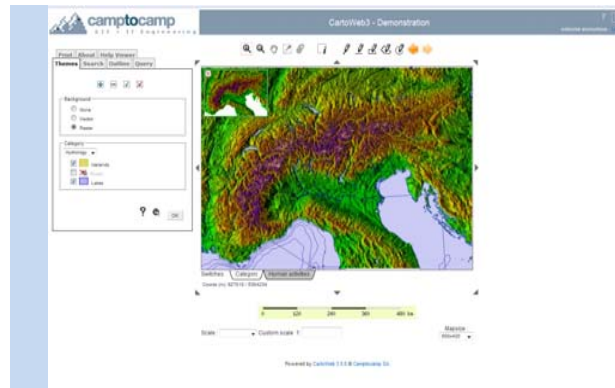 camptocamp
CartoWeb3 - Demonstration
Print About Help Viewer
Themes Search Outline Query
Background
None
Vector
Raster
Category
Hydrology
Lakes
OK
Switches Category Human activities
0 120 240 360 480 km
Scale Custom scale 1:
Mapsize
Powered by CartoWeb 3.5.0 © Camptocamp SA